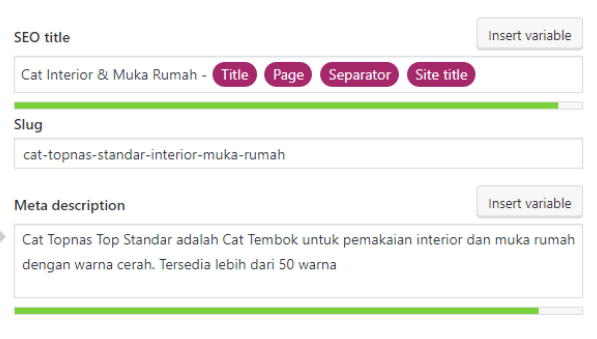 SEO title
Insert variable
Cat Interior & Muka Rumah - Title Page Separator Site title
Slug
cat-topnas-standar-interior-muka-rumah
Meta description
Insert variable
Cat Topnas Top Standar adalah Cat Tembok untuk pemakaian interior dan muka rumah
dengan warna cerah. Tersedia lebih dari 50 warna